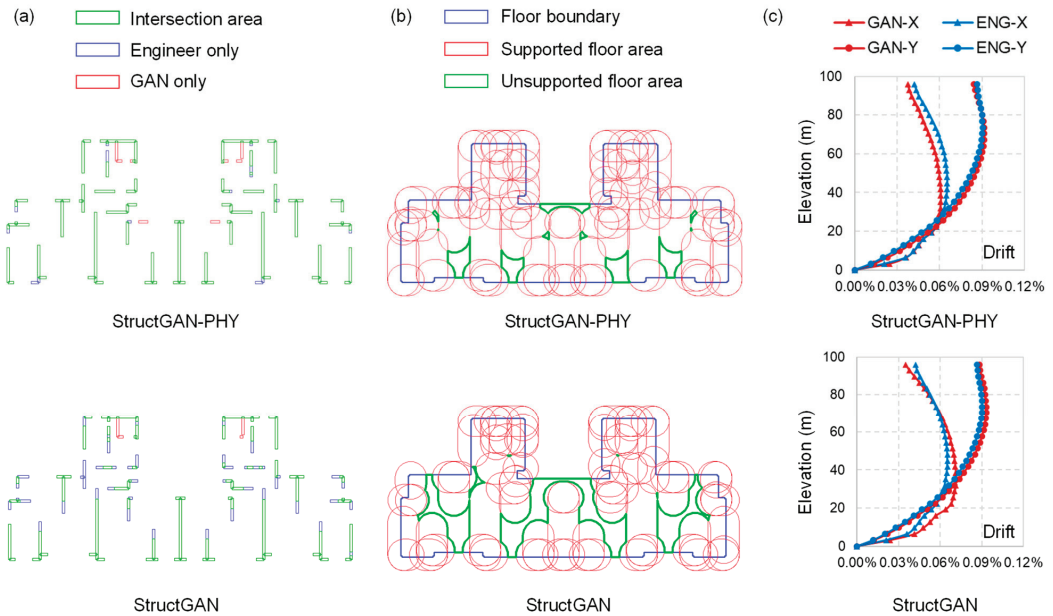 (a)
Intersection area
Engineer only
GAN only
StructGAN-PHY
StructGAN
(b)
Floor boundary
Supported floor area
Unsupported floor area
StructGAN-PHY
StructGAN
(c)
GAN-X
ENG-X
GAN-Y
ENG-Y
100
80
60
40
20
0
Elevation (m)
Drift
0.00% 0.03% 0.06% 0.09% 0.12%
StructGAN-PHY
100
80
60
40
20
0
Elevation (m)
Drift
0.00% 0.03% 0.06% 0.09% 0.12%
StructGAN